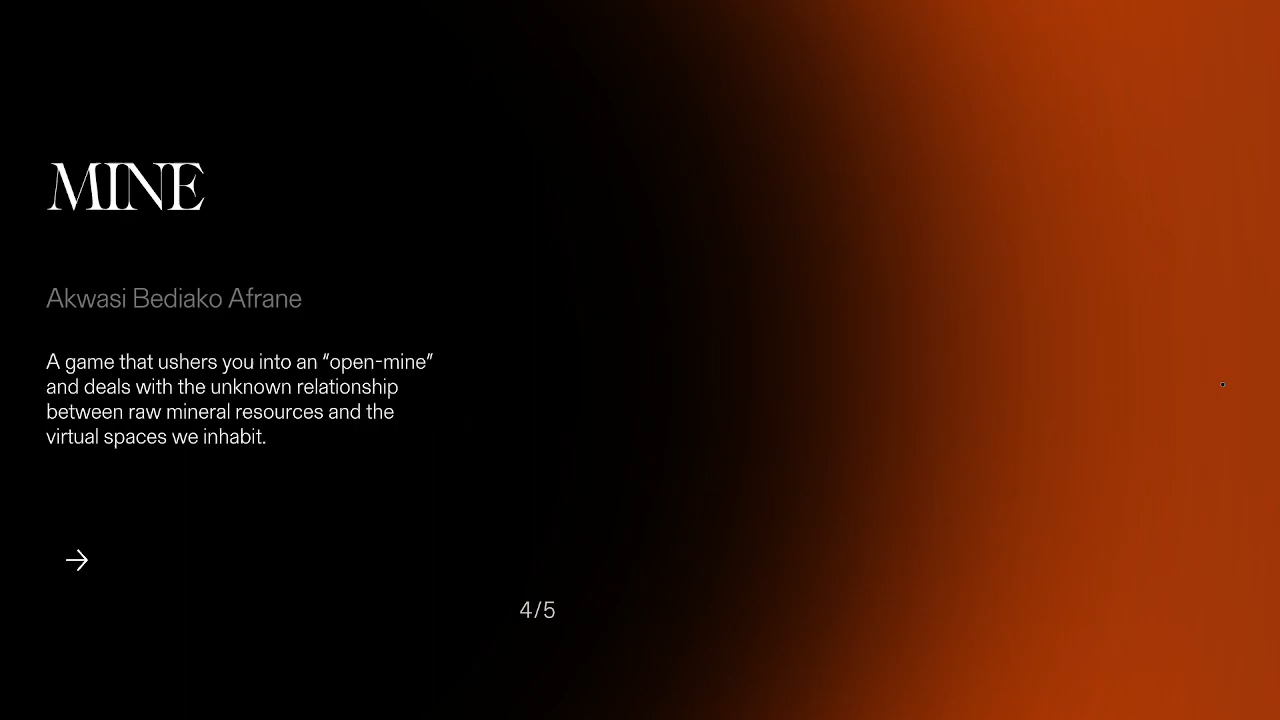 MINE
Akwasi Bediako Afrane
A game that ushers you into an “open-mine”
and deals with the unknown relationship
between raw mineral resources and the
virtual spaces we inhabit.
→
4/5